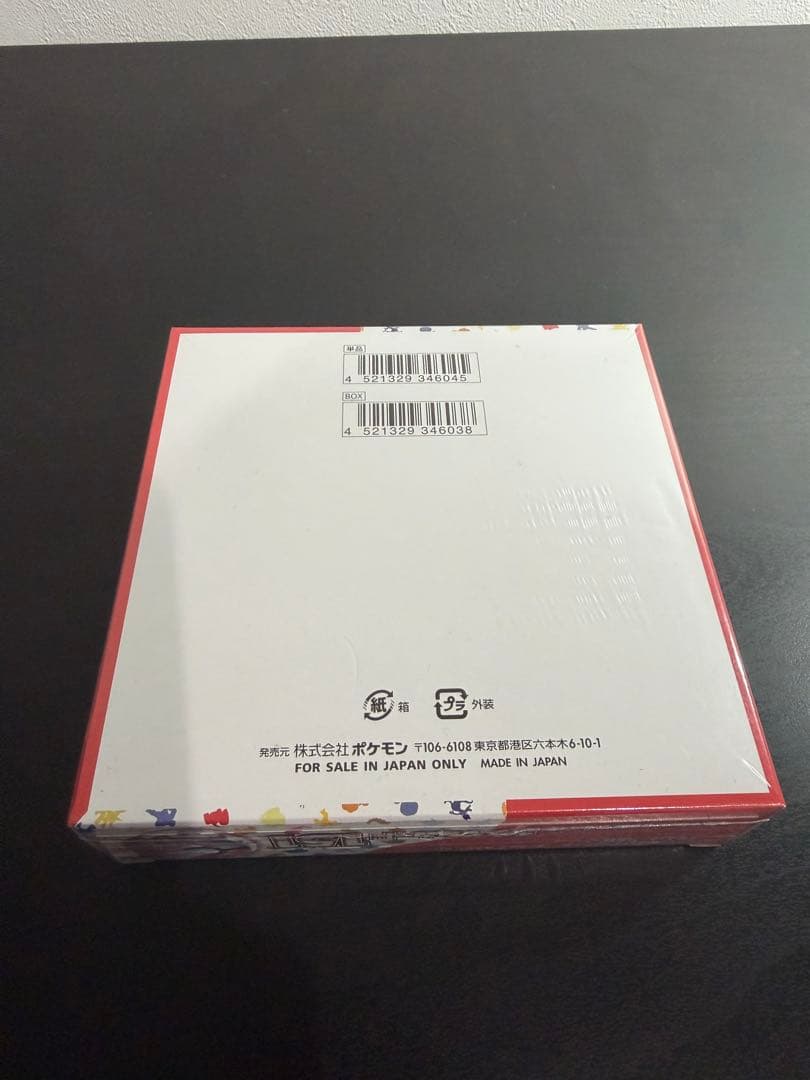 単品
4 521329 346045
BOX
4 521329 346038
紙 箱 プラ 外装
発売元 株式会社 ポケモン 〒106-6108 東京都港区六本木6-10-1
FOR SALE IN JAPAN ONLY MADE IN JAPAN